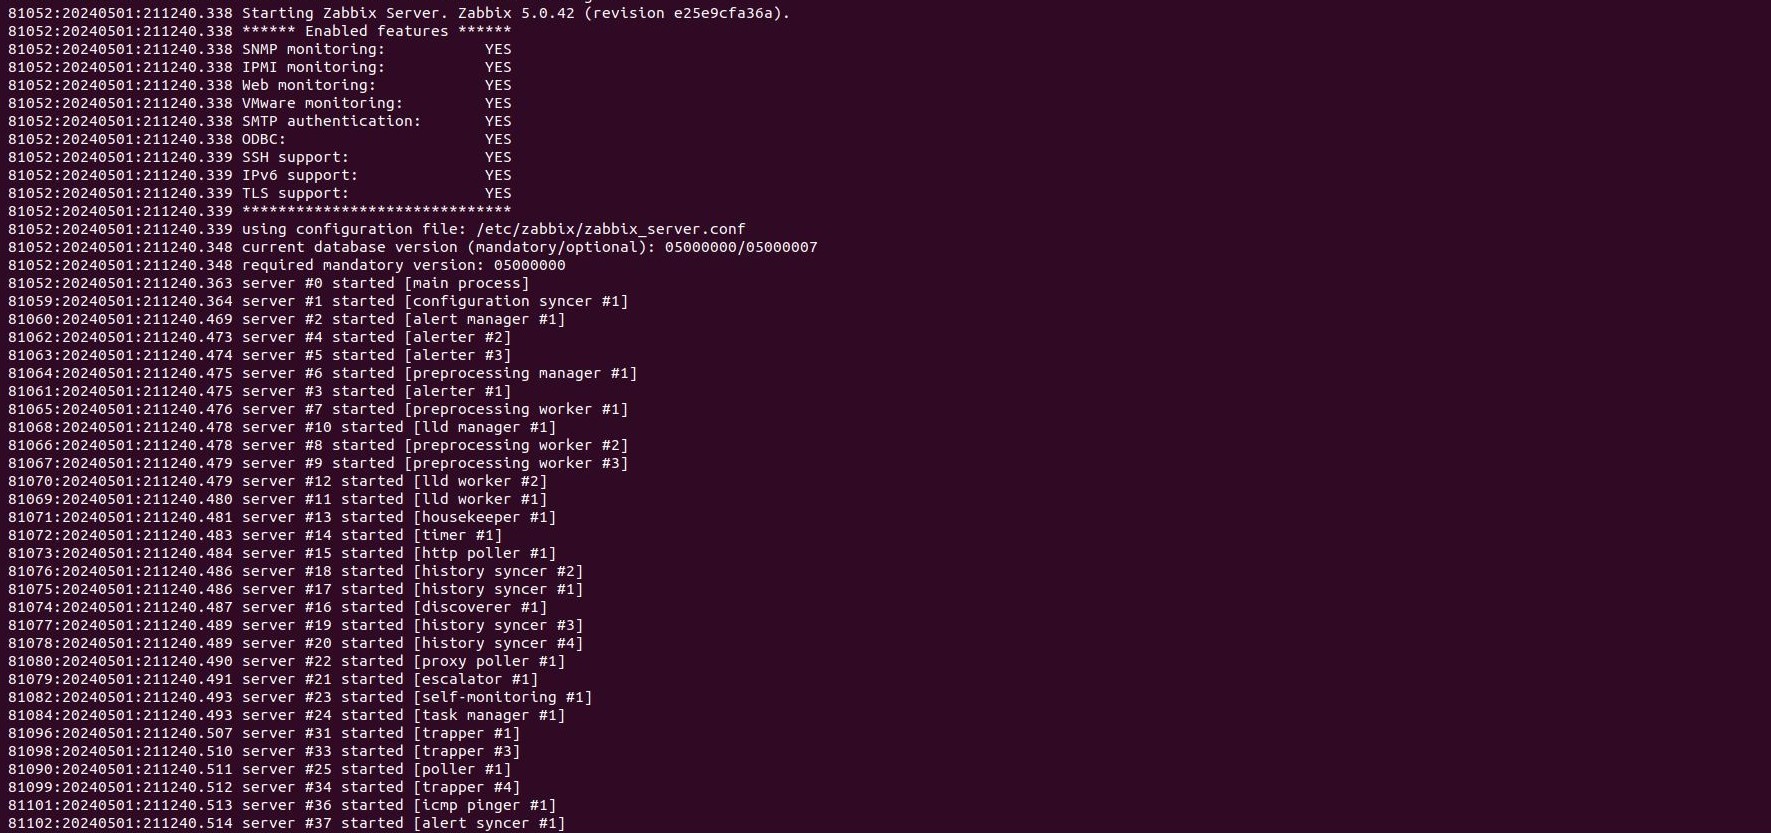 81052:20240501:211240.338 Starting Zabbix Server. Zabbix 5.0.42 (revision e25e9cfa36a).
81052:20240501:211240.338 ****** Enabled features ******
81052:20240501:211240.338 SNMP monitoring:           YES
81052:20240501:211240.338 IPMI monitoring:           YES
81052:20240501:211240.338 Web monitoring:            YES
81052:20240501:211240.338 VMware monitoring:         YES
81052:20240501:211240.338 SMTP authentication:       YES
81052:20240501:211240.338 ODBC:                      YES
81052:20240501:211240.339 SSH support:               YES
81052:20240501:211240.339 IPv6 support:              YES
81052:20240501:211240.339 TLS support:               YES
81052:20240501:211240.339 ******************************
81052:20240501:211240.339 using configuration file: /etc/zabbix/zabbix_server.conf
81052:20240501:211240.348 current database version (mandatory/optional): 05000000/05000007
81052:20240501:211240.348 required mandatory version: 05000000
81052:20240501:211240.363 server #0 started [main process]
81059:20240501:211240.364 server #1 started [configuration syncer #1]
81060:20240501:211240.469 server #2 started [alert manager #1]
81062:20240501:211240.473 server #4 started [alerter #2]
81063:20240501:211240.474 server #5 started [alerter #3]
81064:20240501:211240.475 server #6 started [preprocessing manager #1]
81061:20240501:211240.475 server #3 started [alerter #1]
81065:20240501:211240.476 server #7 started [preprocessing worker #1]
81068:20240501:211240.478 server #10 started [lld manager #1]
81066:20240501:211240.478 server #8 started [preprocessing worker #2]
81067:20240501:211240.479 server #9 started [preprocessing worker #3]
81070:20240501:211240.479 server #12 started [lld worker #2]
81069:20240501:211240.480 server #11 started [lld worker #1]
81071:20240501:211240.481 server #13 started [housekeeper #1]
81072:20240501:211240.483 server #14 started [timer #1]
81073:20240501:211240.484 server #15 started [http poller #1]
81076:20240501:211240.486 server #18 started [history syncer #2]
81075:20240501:211240.486 server #17 started [history syncer #1]
81074:20240501:211240.487 server #16 started [discoverer #1]
81077:20240501:211240.489 server #19 started [history syncer #3]
81078:20240501:211240.489 server #20 started [history syncer #4]
81080:20240501:211240.490 server #22 started [proxy poller #1]
81079:20240501:211240.491 server #21 started [escalator #1]
81082:20240501:211240.493 server #23 started [self-monitoring #1]
81084:20240501:211240.493 server #24 started [task manager #1]
81096:20240501:211240.507 server #31 started [trapper #1]
81098:20240501:211240.510 server #33 started [trapper #3]
81090:20240501:211240.511 server #25 started [poller #1]
81099:20240501:211240.512 server #34 started [trapper #4]
81101:20240501:211240.513 server #36 started [icmp pinger #1]
81102:20240501:211240.514 server #37 started [alert syncer #1]